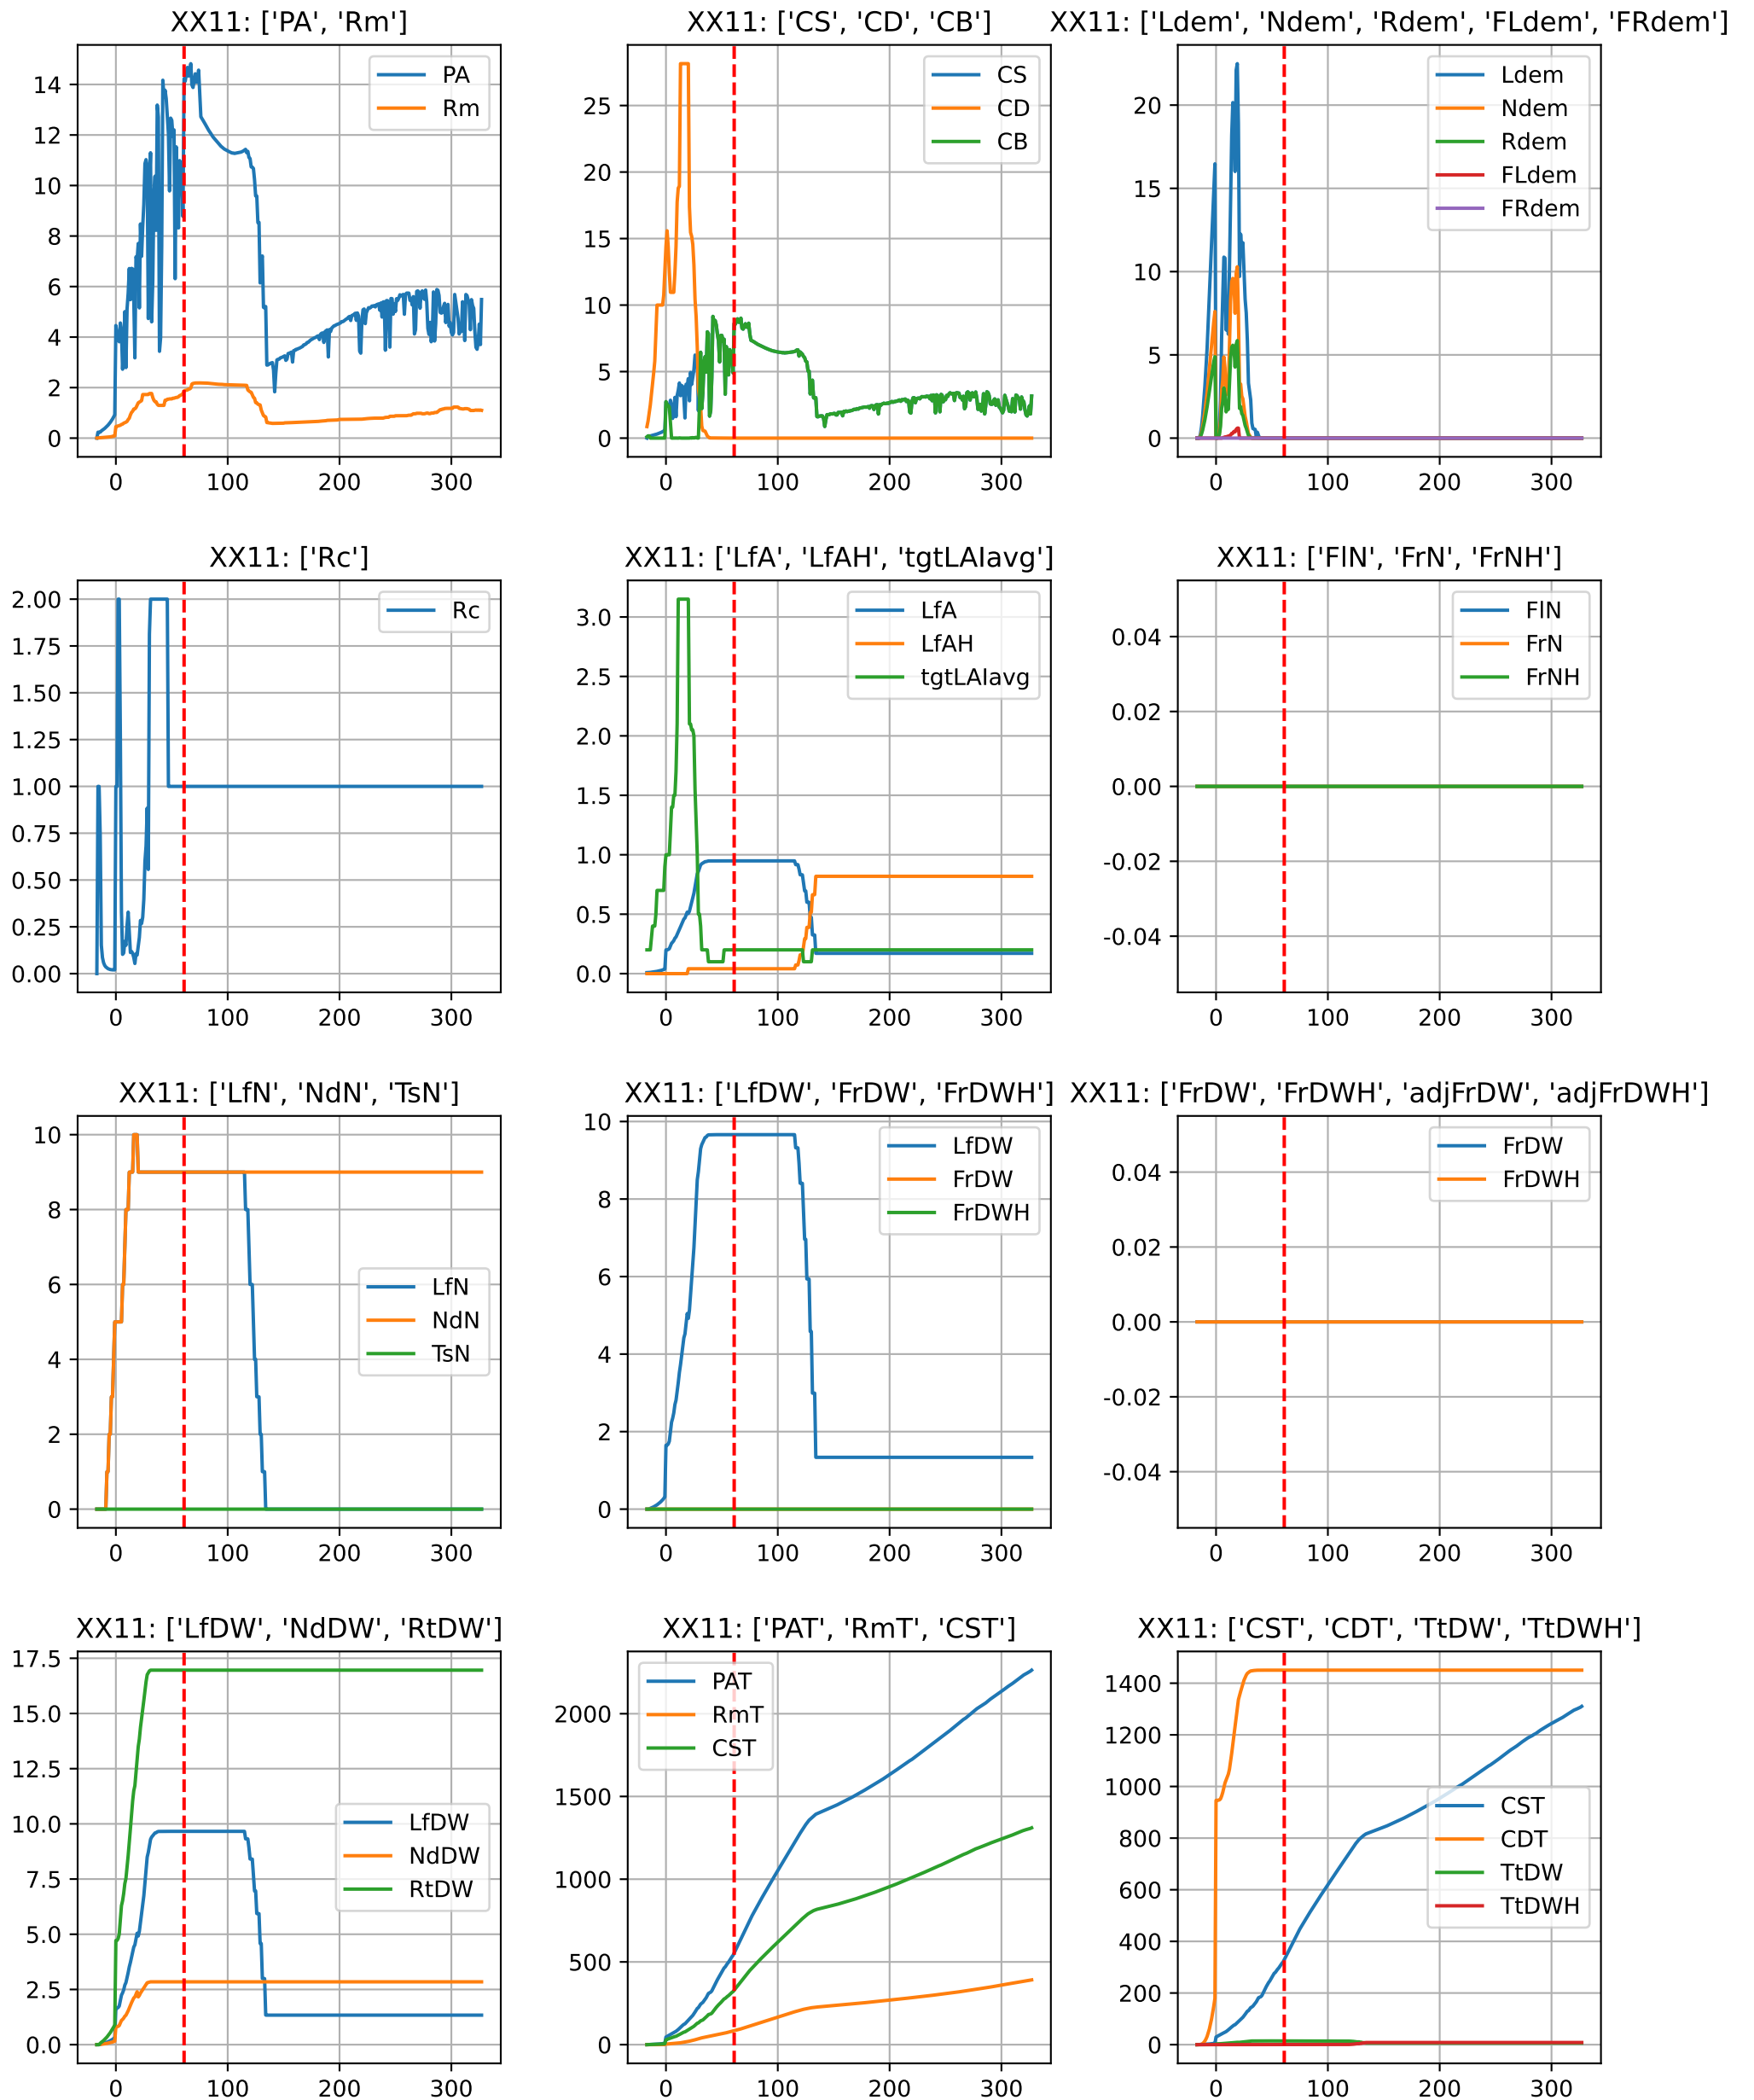 XX11: ['PA', 'Rm']
14
12
10
8
6
4
2
0
0 100 200 300
PA
Rm
XX11: ['CS', 'CD', 'CB']
25
20
15
10
5
0
0 100 200 300
CS
CD
CB
XX11: ['Ldem', 'Ndem', 'Rdem', 'FLdem', 'FRdem']
20
15
10
5
0
0 100 200 300
Ldem
Ndem
Rdem
FLdem
FRdem
XX11: ['Rc']
2.00
1.75
1.50
1.25
1.00
0.75
0.50
0.25
0.00
0 100 200 300
Rc
XX11: ['LfA', 'LfAH', 'tgtLAIavg']
3.0
2.5
2.0
1.5
1.0
0.5
0.0
0 100 200 300
LfA
LfAH
tgtLAIavg
XX11: ['FlN', 'FrN', 'FrNH']
0.04
0.02
0.00
-0.02
-0.04
0 100 200 300
FlN
FrN
FrNH
XX11: ['LfN', 'NdN', 'TsN']
10
8
6
4
2
0
0 100 200 300
LfN
NdN
TsN
XX11: ['LfDW', 'FrDW', 'FrDWH']
10
8
6
4
2
0
0 100 200 300
LfDW
FrDW
FrDWH
XX11: ['FrDW', 'FrDWH', 'adjFrDW', 'adjFrDWH']
0.04
0.02
0.00
-0.02
-0.04
0 100 200 300
FrDW
FrDWH
XX11: ['LfDW', 'NdDW', 'RtDW']
17.5
15.0
12.5
10.0
7.5
5.0
2.5
0.0
0 100 200 300
LfDW
NdDW
RtDW
XX11: ['PAT', 'RmT', 'CST']
2000
1500
1000
500
0
0 100 200 300
PAT
RmT
CST
XX11: ['CST', 'CDT', 'TtDW', 'TtDWH']
1400
1200
1000
800
600
400
200
0
0 100 200 300
CST
CDT
TtDW
TtDWH